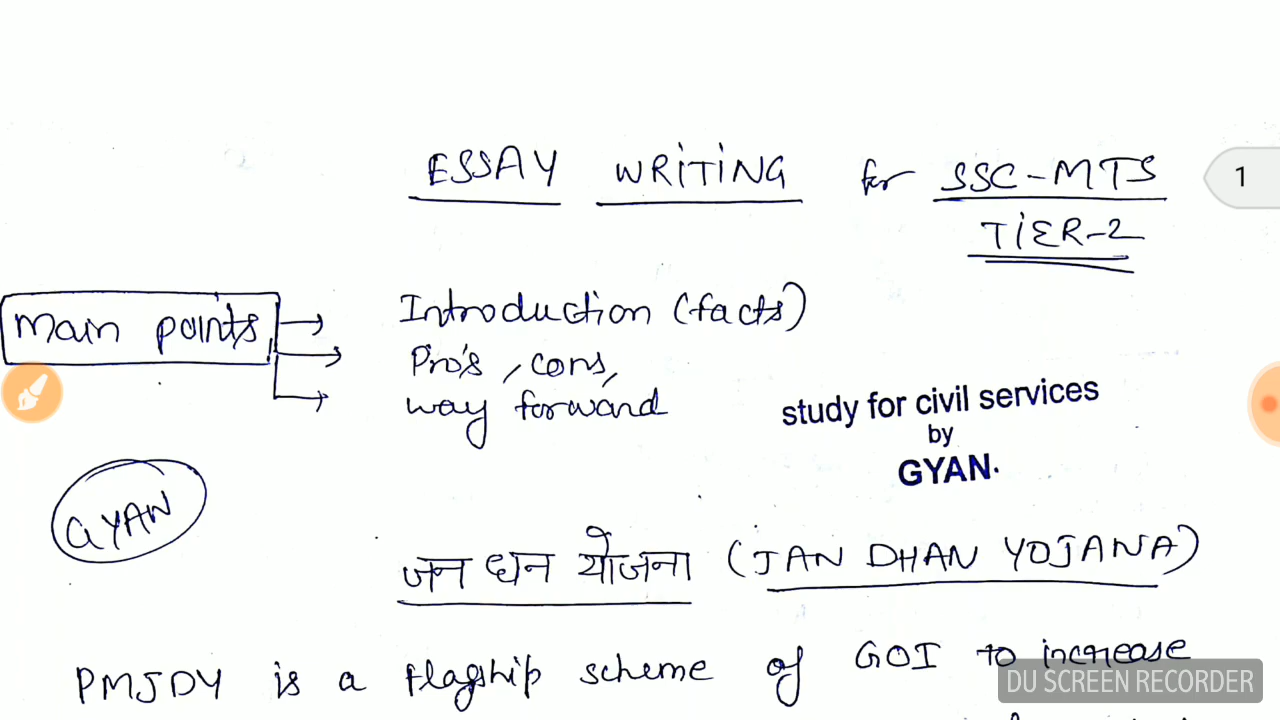 ESSAY WRITING for SSC-MTS
TIER-2
1
Main points
Introduction (facts)
Pro's, cons,
way forward
study for civil services
by
GYAN.
GYAN
जन धन योजना (JAN DHAN YOJANA)
PMJDY is a flagship scheme of GOI to increase
DU SCREEN RECORDER